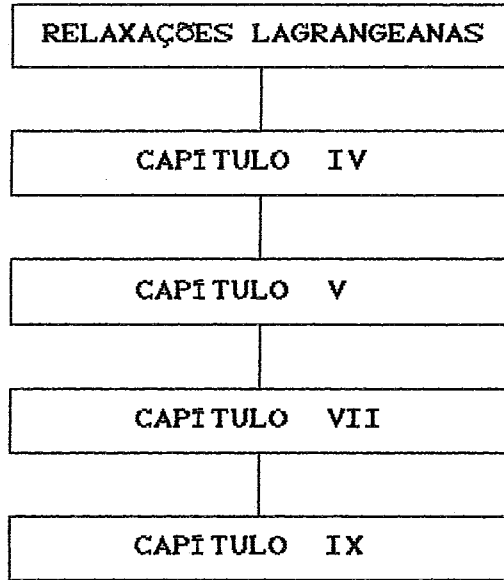 RELAXAÇÕES LAGRANGEANAS
CAPÍTULO IV
CAPÍTULO V
CAPÍTULO VII
CAPÍTULO IX